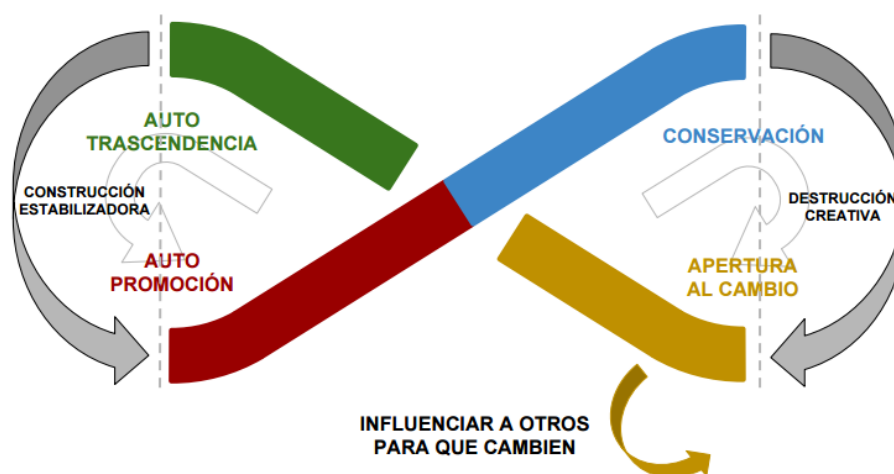 AUTO
TRASCENDENCIA
CONSERVACIÓN
CONSTRUCCIÓN
ESTABILIZADORA
DESTRUCCIÓN
CREATIVA
AUTO
PROMOCIÓN
APERTURA
AL CAMBIO
INFLUENCIAR A OTROS
PARA QUE CAMBIEN